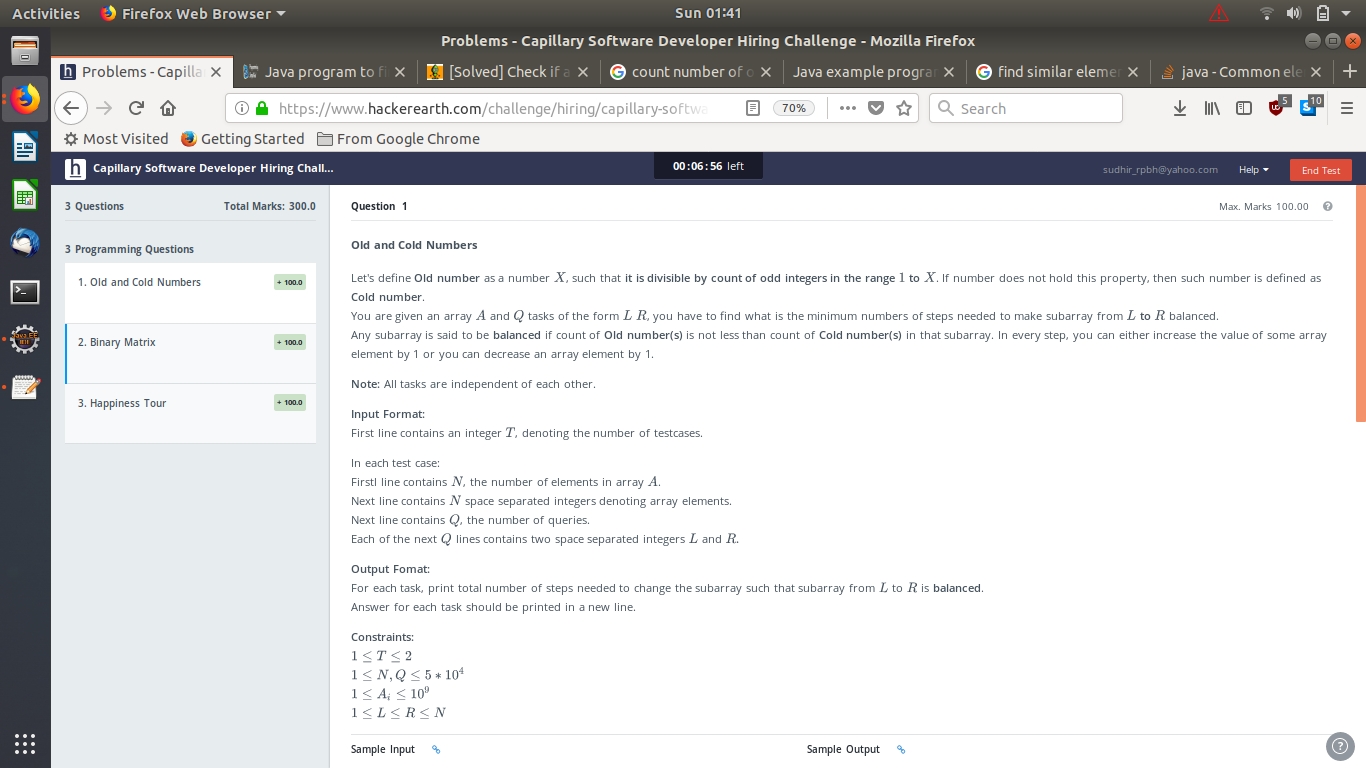 Activities Firefox Web Browser Sun 01:41
Problems - Capillary Software Developer Hiring Challenge - Mozilla Firefox
Problems - Capilla Java program to fi [Solved] Check if a count number of o Java example progra find similar eleme java - Common ele
https://www.hackerearth.com/challenge/hiring/capillary-softwa 70% Search 5 10
Most Visited Getting Started From Google Chrome
h Capillary Software Developer Hiring Chall... 00:06:56 left sudhir_rpbh@yahoo.com Help End Test
3 Questions Total Marks: 300.0
3 Programming Questions
1. Old and Cold Numbers + 100.0
2. Binary Matrix + 100.0
3. Happiness Tour + 100.0
Question 1 Max. Marks 100.00
Old and Cold Numbers
Let's define Old number as a number X, such that it is divisible by count of odd integers in the range 1 to X. If number does not hold this property, then such number is defined as
Cold number.
You are given an array A and Q tasks of the form L R, you have to find what is the minimum numbers of steps needed to make subarray from L to R balanced.
Any subarray is said to be balanced if count of Old number(s) is not less than count of Cold number(s) in that subarray. In every step, you can either increase the value of some array
element by 1 or you can decrease an array element by 1.
Note: All tasks are independent of each other.
Input Format:
First line contains an integer T, denoting the number of testcases.
In each test case:
Firstl line contains N, the number of elements in array A.
Next line contains N space separated integers denoting array elements.
Next line contains Q, the number of queries.
Each of the next Q lines contains two space separated integers L and R.
Output Fomat:
For each task, print total number of steps needed to change the subarray such that subarray from L to R is balanced.
Answer for each task should be printed in a new line.
Constraints:
1 ≤ T ≤ 2
1 ≤ N, Q ≤ 5 * 10⁴
1 ≤ Aᵢ ≤ 10⁹
1 ≤ L ≤ R ≤ N
Sample Input Sample Output